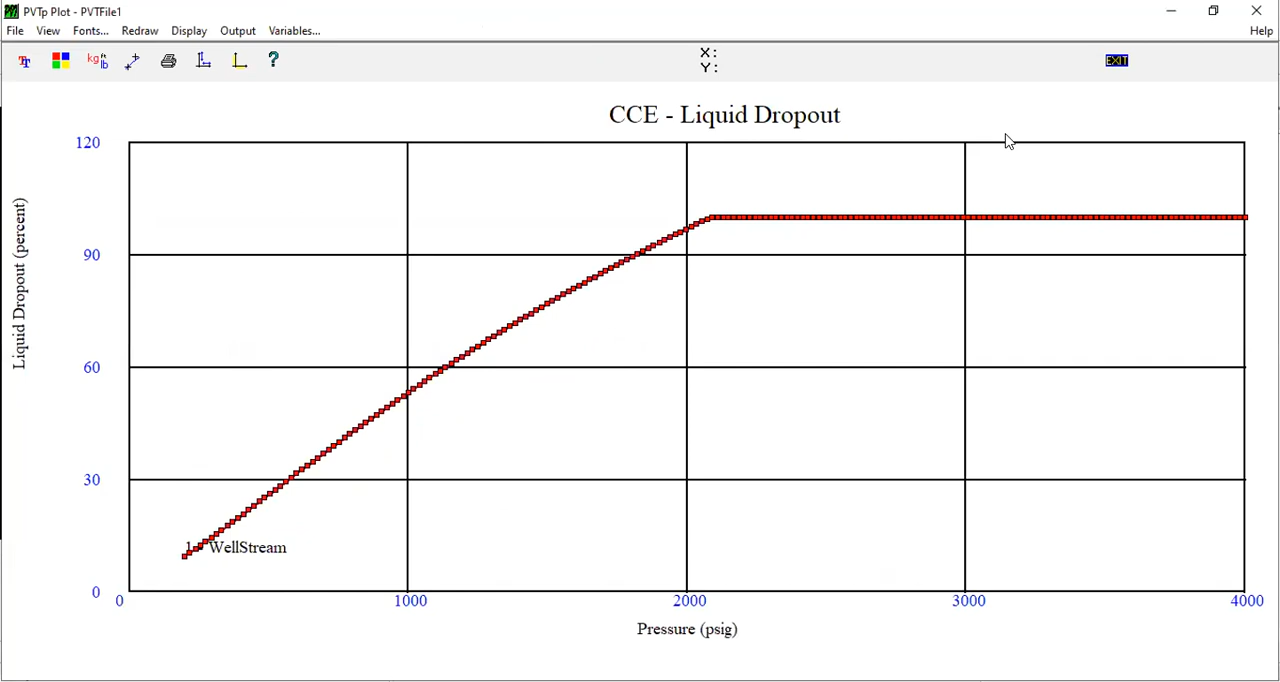 PVTp Plot - PVTFile1
File View Fonts... Redraw Display Output Variables... Help
X:
Y:
EXIT
CCE - Liquid Dropout
120
90
60
30
0
Liquid Dropout (percent)
WellStream
0 1000 2000 3000 4000
Pressure (psig)